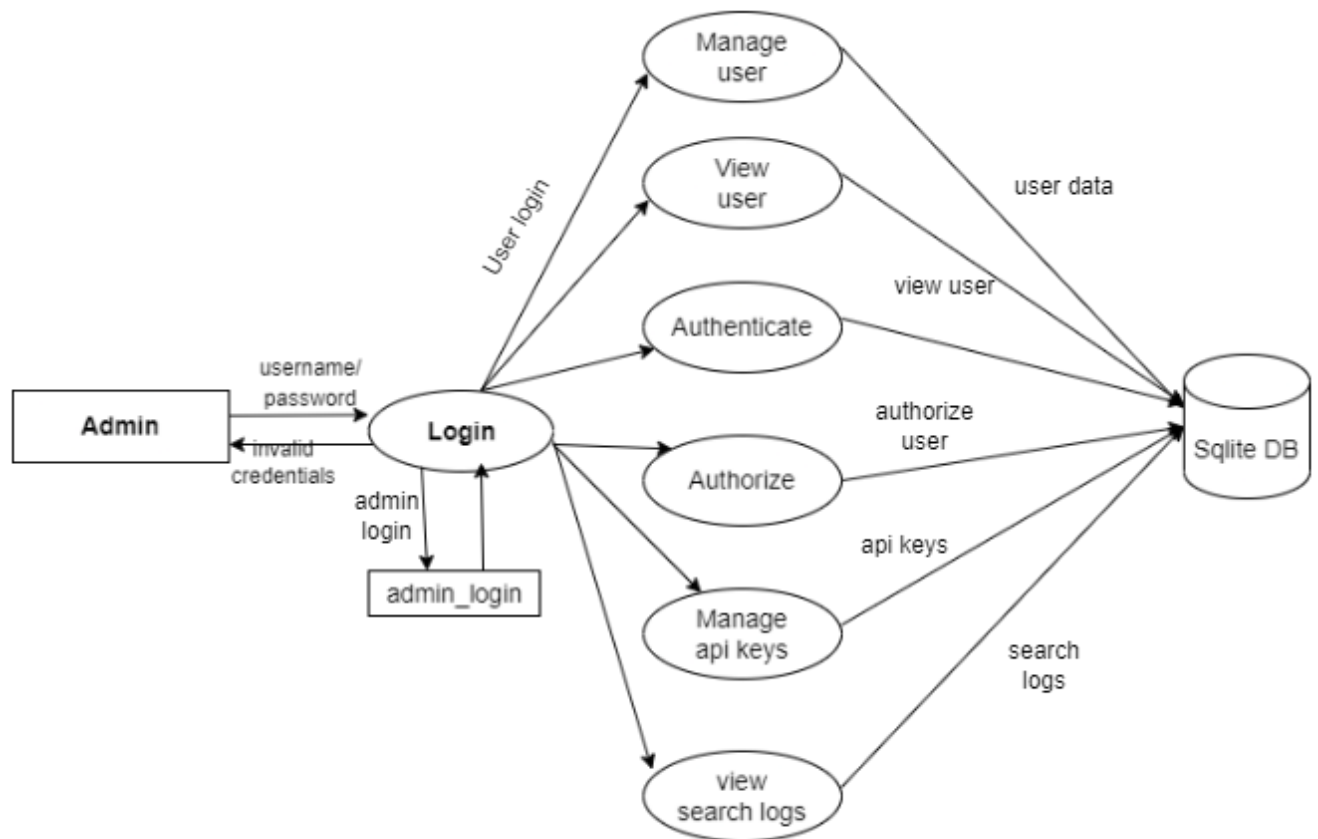 Manage
user
View
user
user data
User login
view user
Authenticate
username/
password
authorize
user
Admin
Login
invalid
credentials
Sqlite DB
Authorize
admin
login
api keys
admin_login
Manage
api keys
search
logs
view
search logs